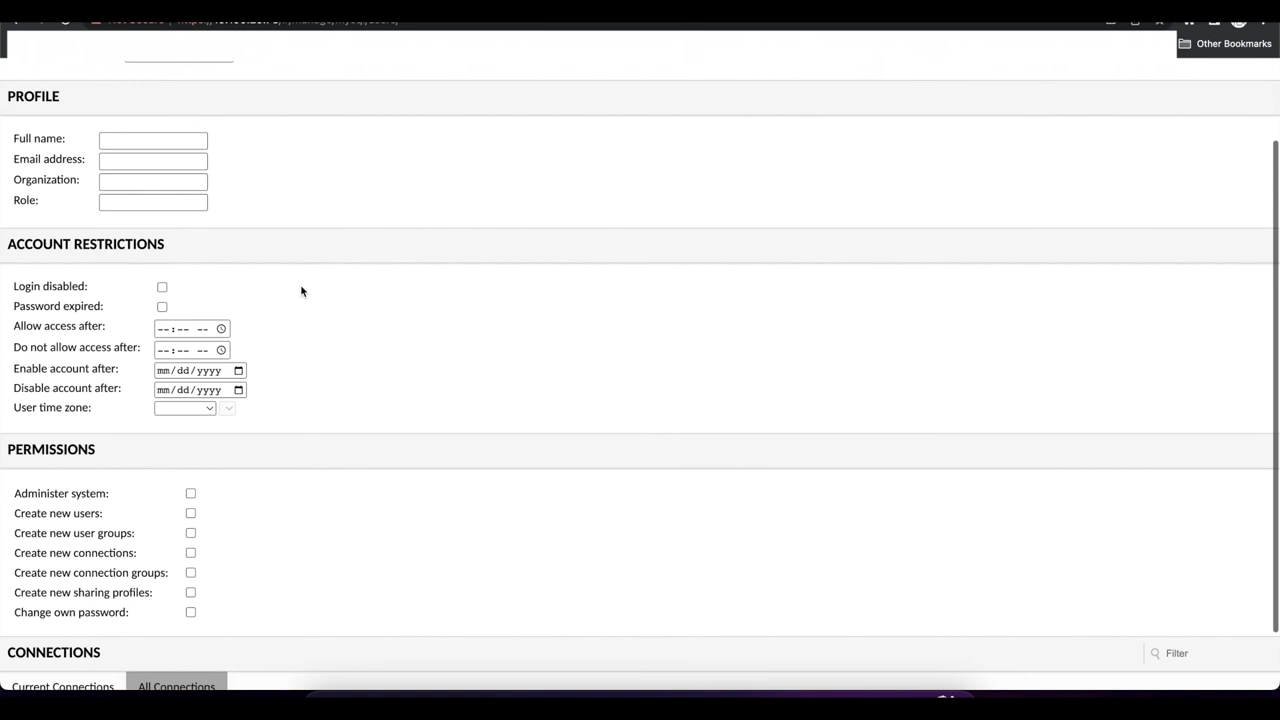 Other Bookmarks
PROFILE
Full name:
Email address:
Organization:
Role:
ACCOUNT RESTRICTIONS
Login disabled:
Password expired:
Allow access after: --:-- --
Do not allow access after: --:-- --
Enable account after: mm/dd/yyyy
Disable account after: mm/dd/yyyy
User time zone:
PERMISSIONS
Administer system:
Create new users:
Create new user groups:
Create new connections:
Create new connection groups:
Create new sharing profiles:
Change own password:
CONNECTIONS Filter
Current Connections All Connections